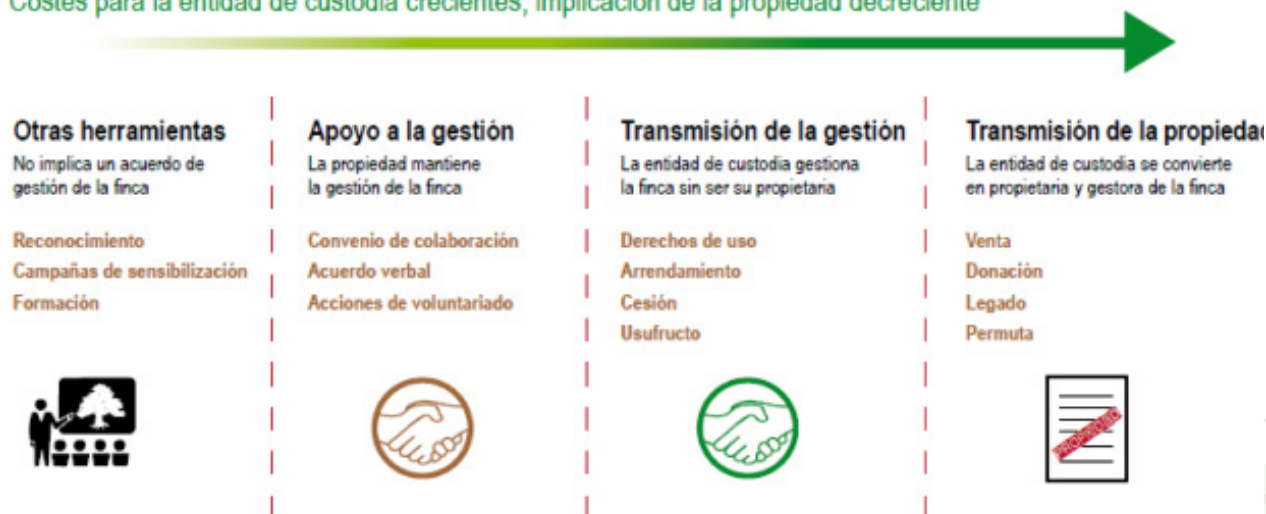 Costes para la entidad de custodia crecientes, implicación de la propiedad decreciente
Otras herramientas
No implica un acuerdo de
gestión de la finca
Reconocimiento
Campañas de sensibilización
Formación
Apoyo a la gestión
La propiedad mantiene
la gestión de la finca
Convenio de colaboración
Acuerdo verbal
Acciones de voluntariado
Transmisión de la gestión
La entidad de custodia gestiona
la finca sin ser su propietaria
Derechos de uso
Arrendamiento
Cesión
Usufructo
Transmisión de la propiedad
La entidad de custodia se convierte
en propietaria y gestora de la finca
Venta
Donación
Legado
Permuta